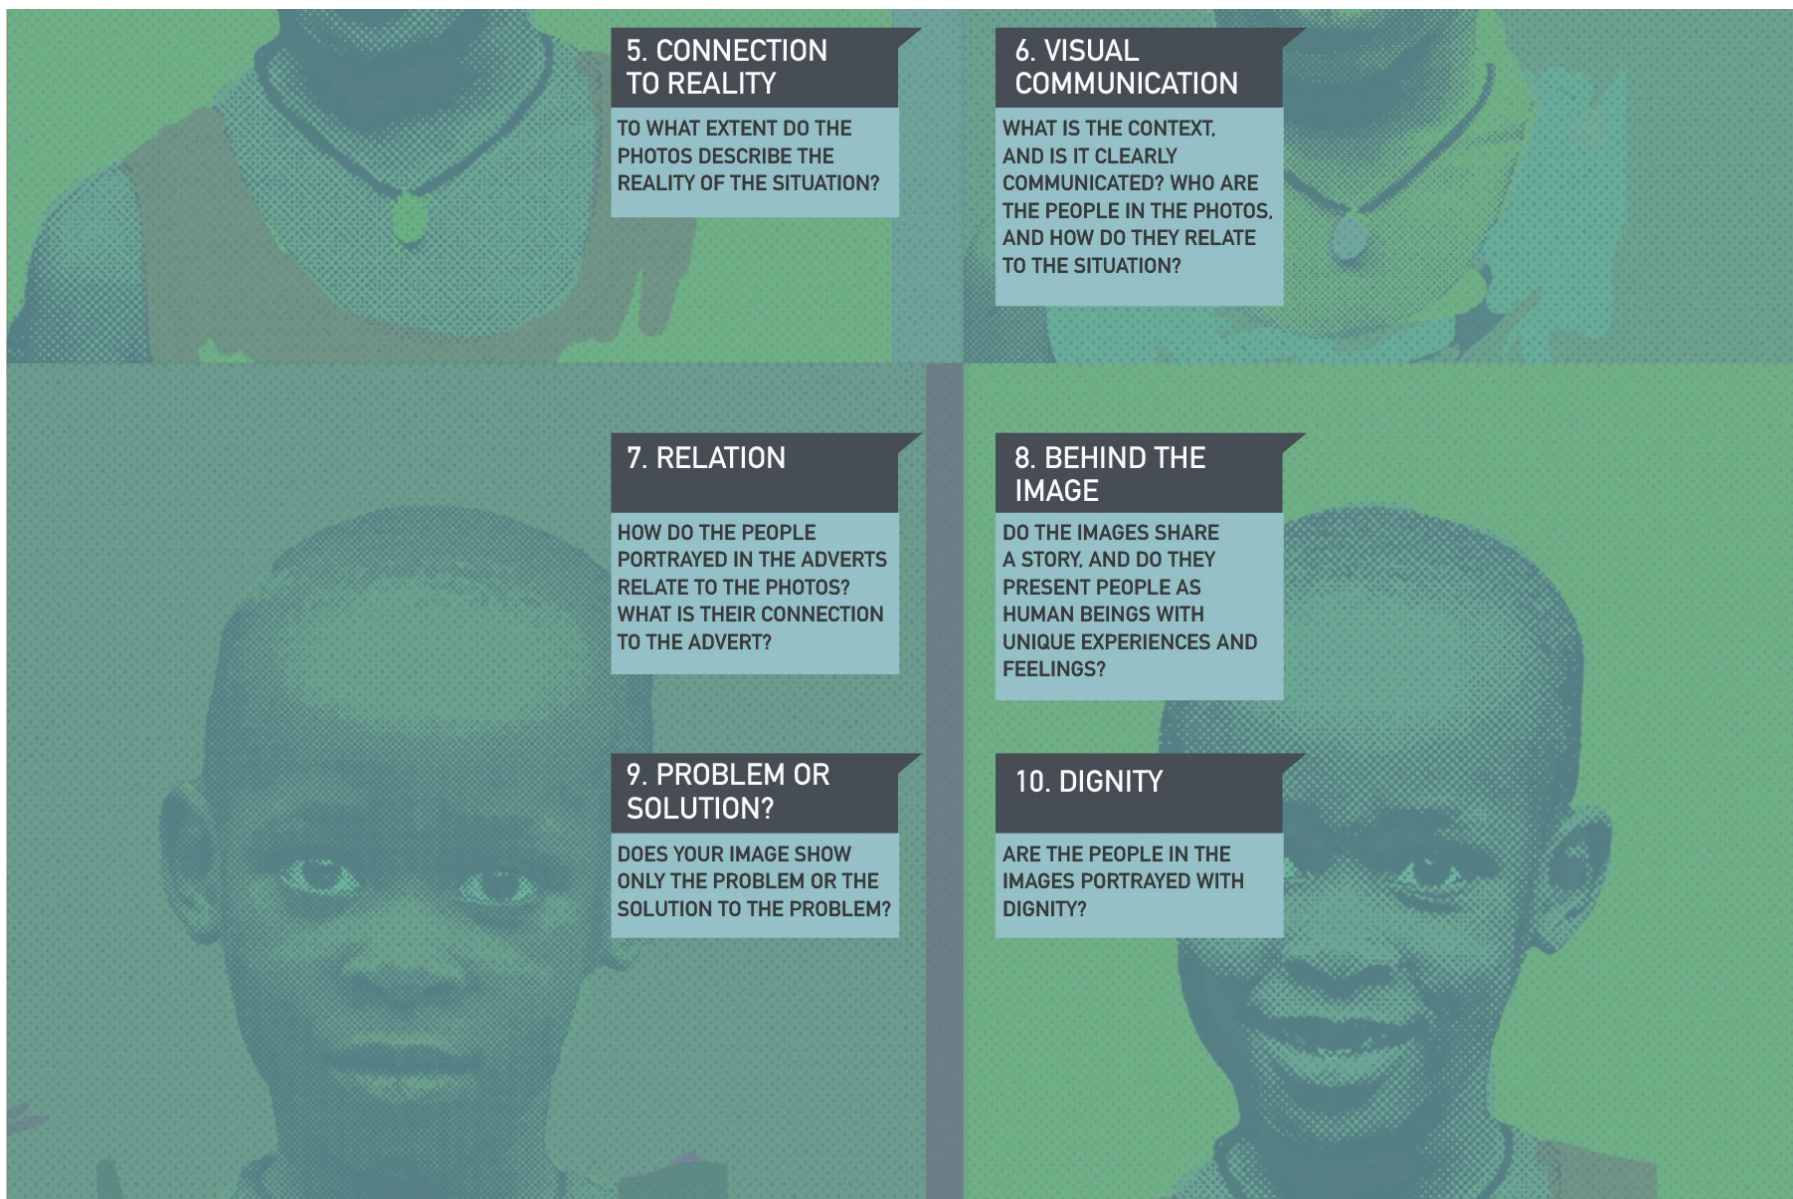 5. CONNECTION
TO REALITY
TO WHAT EXTENT DO THE
PHOTOS DESCRIBE THE
REALITY OF THE SITUATION?
6. VISUAL
COMMUNICATION
WHAT IS THE CONTEXT,
AND IS IT CLEARLY
COMMUNICATED? WHO ARE
THE PEOPLE IN THE PHOTOS,
AND HOW DO THEY RELATE
TO THE SITUATION?
7. RELATION
HOW DO THE PEOPLE
PORTRAYED IN THE ADVERTS
RELATE TO THE PHOTOS?
WHAT IS THEIR CONNECTION
TO THE ADVERT?
8. BEHIND THE
IMAGE
DO THE IMAGES SHARE
A STORY, AND DO THEY
PRESENT PEOPLE AS
HUMAN BEINGS WITH
UNIQUE EXPERIENCES AND
FEELINGS?
9. PROBLEM OR
SOLUTION?
DOES YOUR IMAGE SHOW
ONLY THE PROBLEM OR THE
SOLUTION TO THE PROBLEM?
10. DIGNITY
ARE THE PEOPLE IN THE
IMAGES PORTRAYED WITH
DIGNITY?